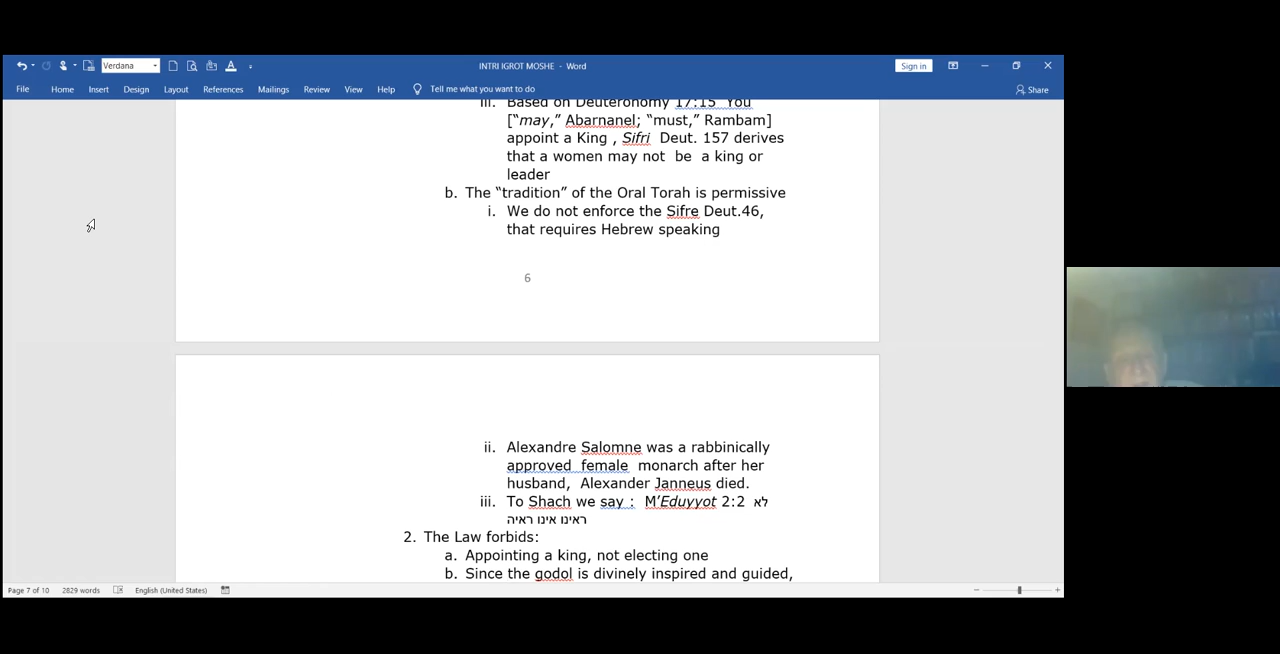 Verdana
INTRI IGROT MOSHE - Word
Sign in
File Home Insert Design Layout References Mailings Review View Help Tell me what you want to do Share
iii. Based on Deuteronomy 17:15 You
["may," Abarnanel; "must," Rambam]
appoint a King , Sifri Deut. 157 derives
that a women may not be a king or
leader
b. The “tradition” of the Oral Torah is permissive
i. We do not enforce the Sifre Deut.46,
that requires Hebrew speaking
6
ii. Alexandre Salomne was a rabbinically
approved female monarch after her
husband, Alexander Janneus died.
iii. To Shach we say : M'Eduyyot 2:2 לא
ראינו אינו ראיה
2. The Law forbids:
a. Appointing a king, not electing one
b. Since the godol is divinely inspired and guided,
Page 7 of 10 2829 words English (United States)